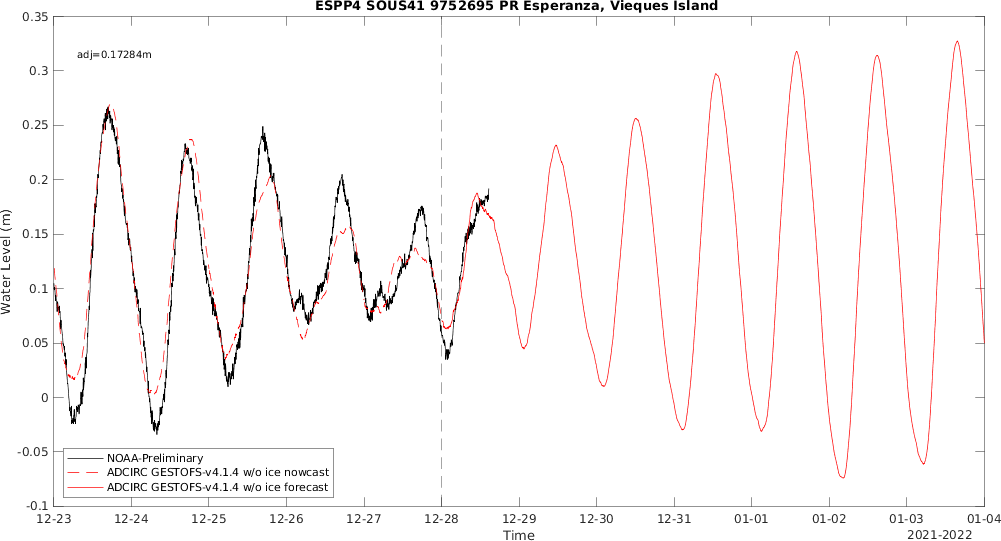 ESPP4 SOUS41 9752695 PR Esperanza, Vieques Island
adj=0.17284m
0.35
0.3
0.25
0.2
0.15
0.1
0.05
0
-0.05
-0.1
Water Level (m)
NOAA-Preliminary
ADCIRC GESTOFS-v4.1.4 w/o ice nowcast
ADCIRC GESTOFS-v4.1.4 w/o ice forecast
12-23 12-24 12-25 12-26 12-27 12-28 12-29 12-30 12-31 01-01 01-02 01-03 01-04
Time
2021-2022